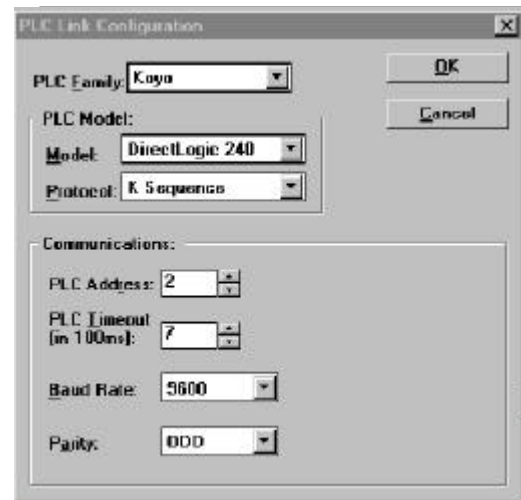 PLC Link Configuration
PLC Family: Koyo
OK
Cancel
PLC Model:
Model: DirectLogic 240
Protocol: K Sequence
Communications:
PLC Address: 2
PLC Timeout
(in 100ms): 7
Baud Rate: 9600
Parity: ODD